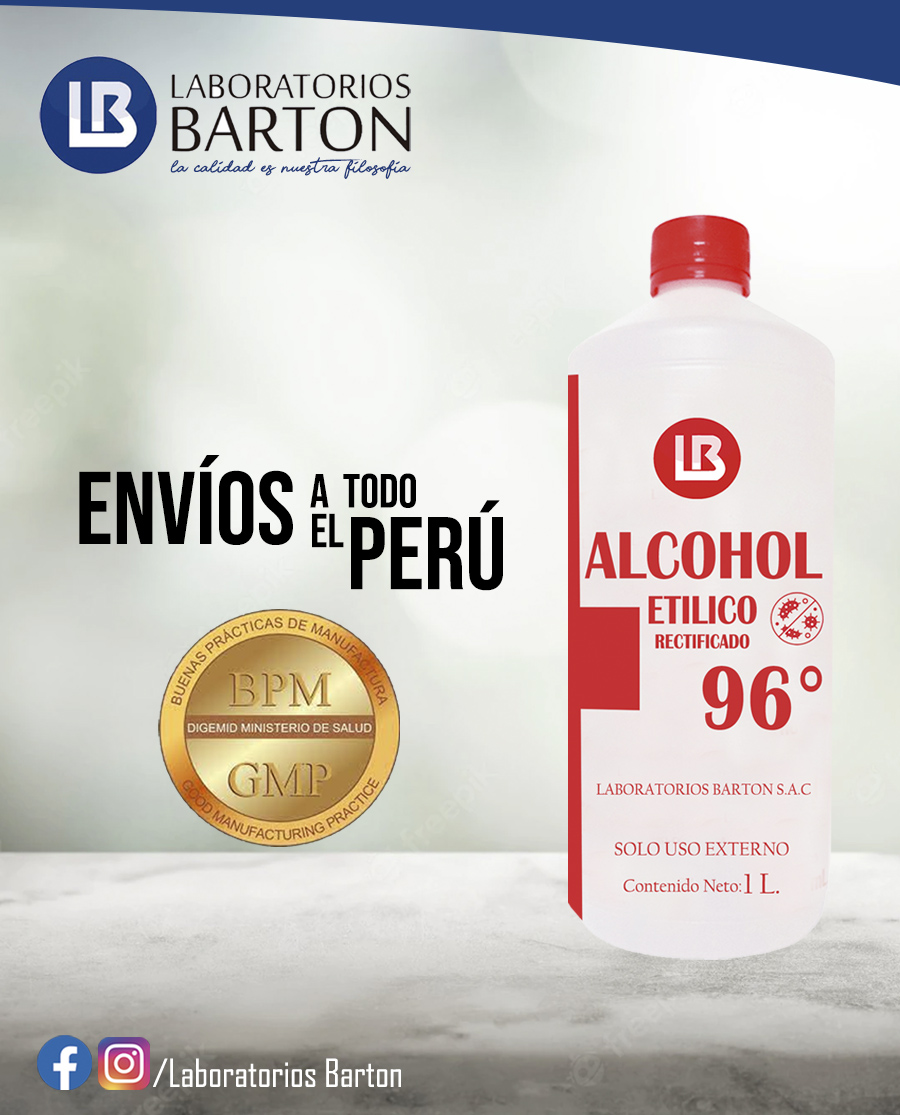 LB
LABORATORIOS
BARTON
la calidad es nuestra filosofía
ENVÍOS A TODO
EL PERÚ
BUENAS PRÁCTICAS DE MANUFACTURA
BPM
DIGEMID MINISTERIO DE SALUD
GMP
GOOD MANUFACTURING PRACTICE
LB
ALCOHOL
ETILICO
RECTIFICADO
96°
LABORATORIOS BARTON S.A.C
SOLO USO EXTERNO
Contenido Neto:1 L.
/Laboratorios Barton
freepik